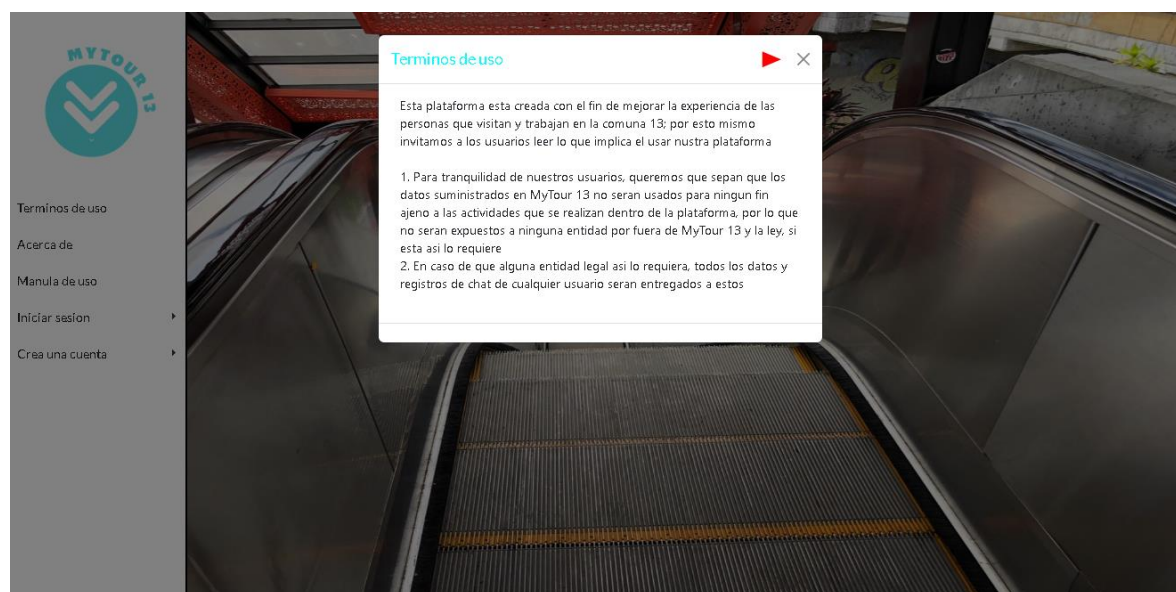 MYTOUR 13
Terminos de uso
Acerca de
Manula de uso
Iniciar sesion
Crea una cuenta
Terminos de uso
Esta plataforma esta creada con el fin de mejorar la experiencia de las
personas que visitan y trabajan en la comuna 13; por esto mismo
invitamos a los usuarios leer lo que implica el usar nustra plataforma
1. Para tranquilidad de nuestros usuarios, queremos que sepan que los
datos suministrados en MyTour 13 no seran usados para ningun fin
ajeno a las actividades que se realizan dentro de la plataforma, por lo que
no seran expuestos a ninguna entidad por fuera de MyTour 13 y la ley, si
esta asi lo requiere
2. En caso de que alguna entidad legal asi lo requiera, todos los datos y
registros de chat de cualquier usuario seran entregados a estos